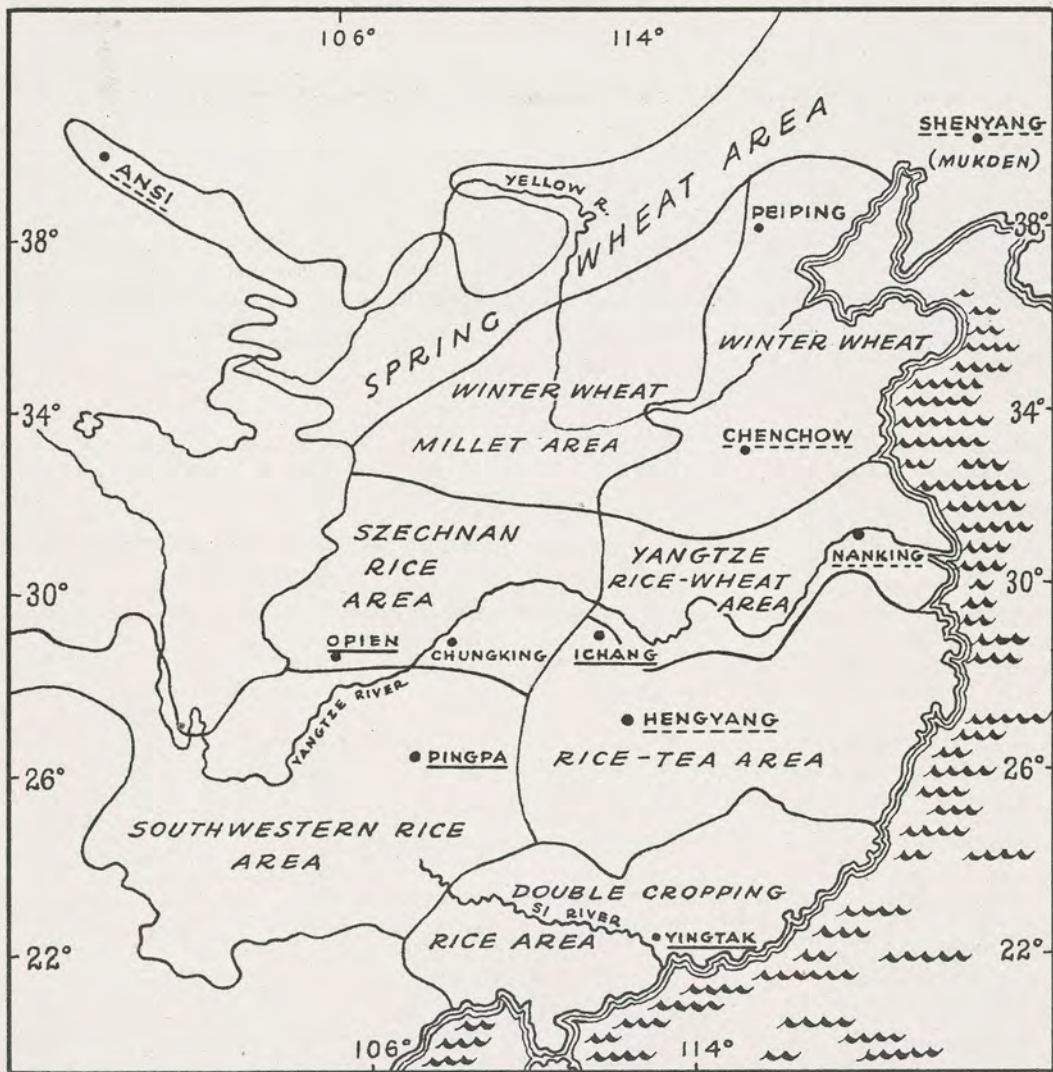 106° 114°
SHENYANG
(MUKDEN)
ANSI
YELLOW R.
SPRING WHEAT AREA
PEIPING
38° 38°
WINTER WHEAT
WINTER WHEAT
MILLET AREA
34° 34°
CHENCHOW
SZECHNAN
RICE
AREA
YANGTZE
RICE-WHEAT
AREA
NANKING
30° 30°
OPIEN
CHUNGKING
ICHANG
YANGTZE RIVER
HENGYANG
RICE-TEA AREA
PINGPA
26° 26°
SOUTHWESTERN RICE
AREA
DOUBLE CROPPING
SI RIVER
RICE AREA
YINGTAK
22° 22°
106° 114°